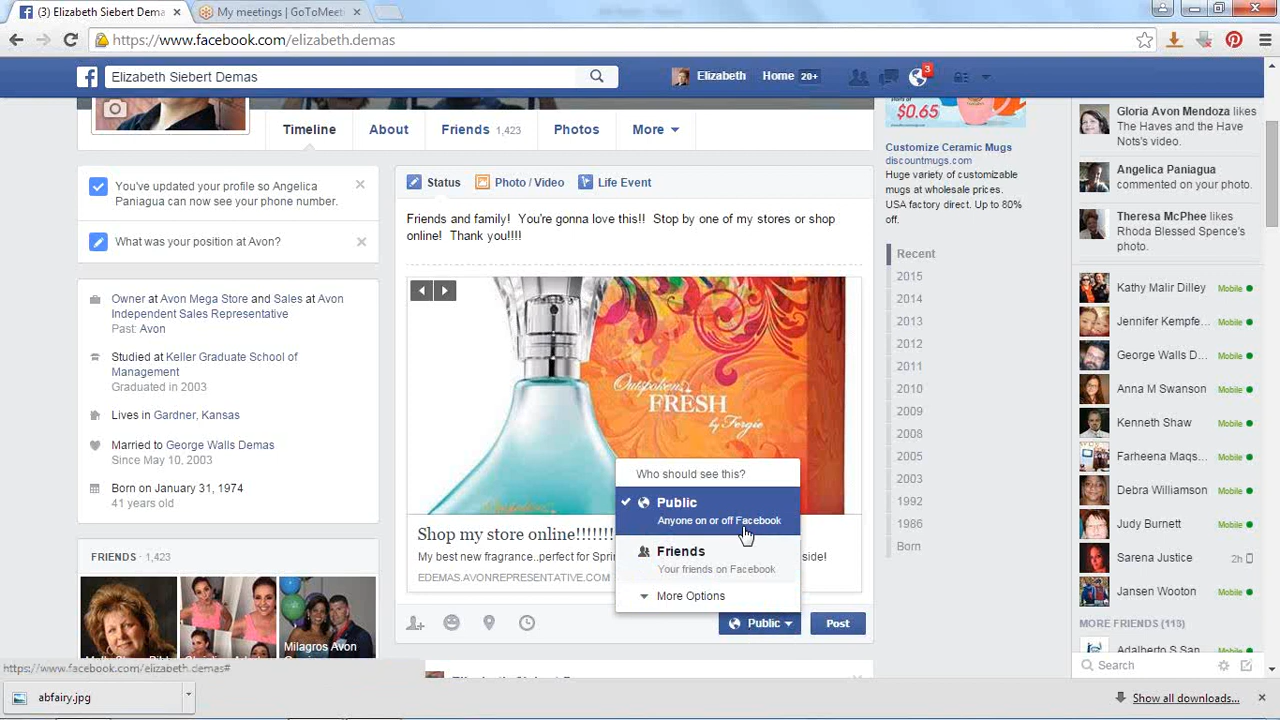 (3) Elizabeth Siebert Dema
My meetings | GoToMeet
https://www.facebook.com/elizabeth.demas
Elizabeth Siebert Demas
Elizabeth
Home 20+
3
Timeline
About
Friends 1,423
Photos
More
You've updated your profile so Angelica
Paniagua can now see your phone number.
What was your position at Avon?
Owner at Avon Mega Store and Sales at Avon
Independent Sales Representative
Past: Avon
Studied at Keller Graduate School of
Management
Graduated in 2003
Lives in Gardner, Kansas
Married to George Walls Demas
Since May 10, 2003
Born on January 31, 1974
41 years old
FRIENDS · 1,423
Milagros Avon
Status
Photo / Video
Life Event
Friends and family! You're gonna love this!! Stop by one of my stores or shop
online! Thank you!!!!
Outspoken
FRESH
by Fergie
Shop my store online!!!!!!!
My best new fragrance..perfect for Sprin
side!
EDEMAS.AVONREPRESENTATIVE.COM
Who should see this?
Public
Anyone on or off Facebook
Friends
Your friends on Facebook
More Options
Public
Post
$0.65
Customize Ceramic Mugs
discountmugs.com
Huge variety of customizable
mugs at wholesale prices.
USA factory direct. Up to 80%
off.
Recent
2015
2014
2013
2012
2011
2010
2009
2008
2005
2003
1992
1986
Born
Gloria Avon Mendoza likes
The Haves and the Have
Nots's video.
Angelica Paniagua
commented on your photo.
Theresa McPhee likes
Rhoda Blessed Spence's
photo.
Kathy Malir Dilley Mobile
Jennifer Kempfe... Mobile
George Walls D... Mobile
Anna M Swanson Mobile
Kenneth Shaw Mobile
Farheena Maqs... Mobile
Debra Williamson Mobile
Judy Burnett Mobile
Sarena Justice 2h
Jansen Wooton Mobile
MORE FRIENDS (113)
Adalberto S San
Search
https://www.facebook.com/elizabeth.demas#
abfairy.jpg
Show all downloads...